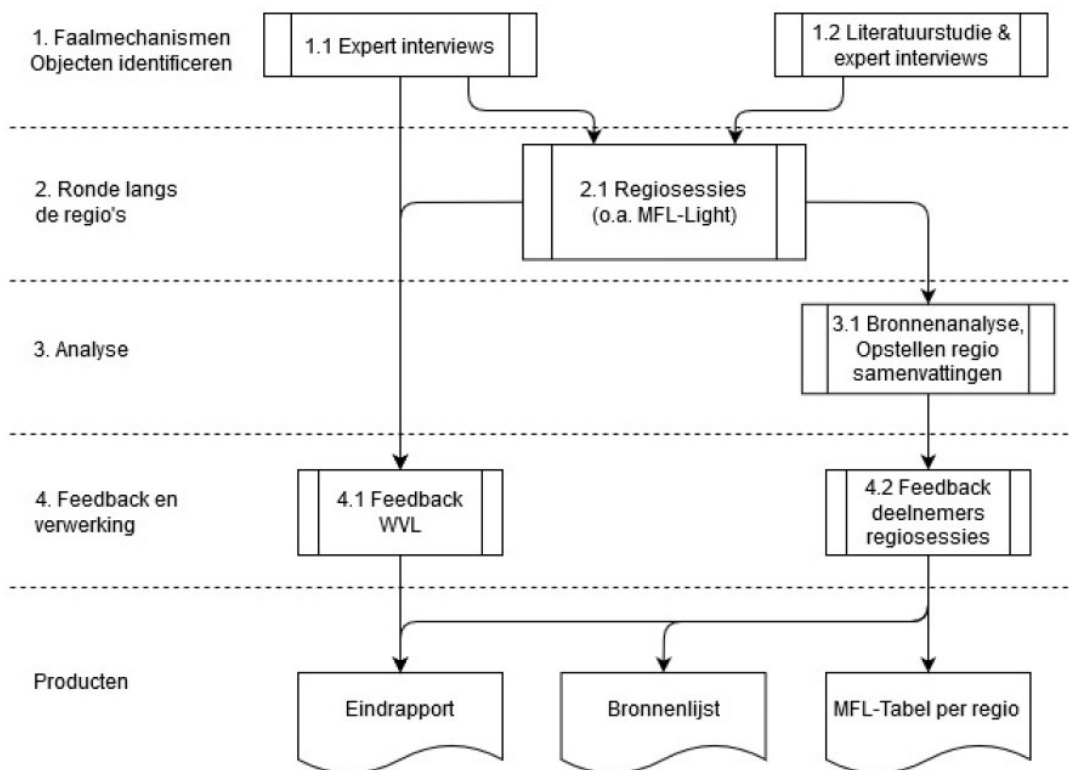 1. Faalmechanismen
Objecten identificeren
1.1 Expert interviews
1.2 Literatuurstudie &
expert interviews
2. Ronde langs
de regio's
2.1 Regiosessies
(o.a. MFL-Light)
3. Analyse
3.1 Bronnenanalyse,
Opstellen regio
samenvattingen
4. Feedback en
verwerking
4.1 Feedback
WVL
4.2 Feedback
deelnemers
regiosessies
Producten
Eindrapport
Bronnenlijst
MFL-Tabel per regio